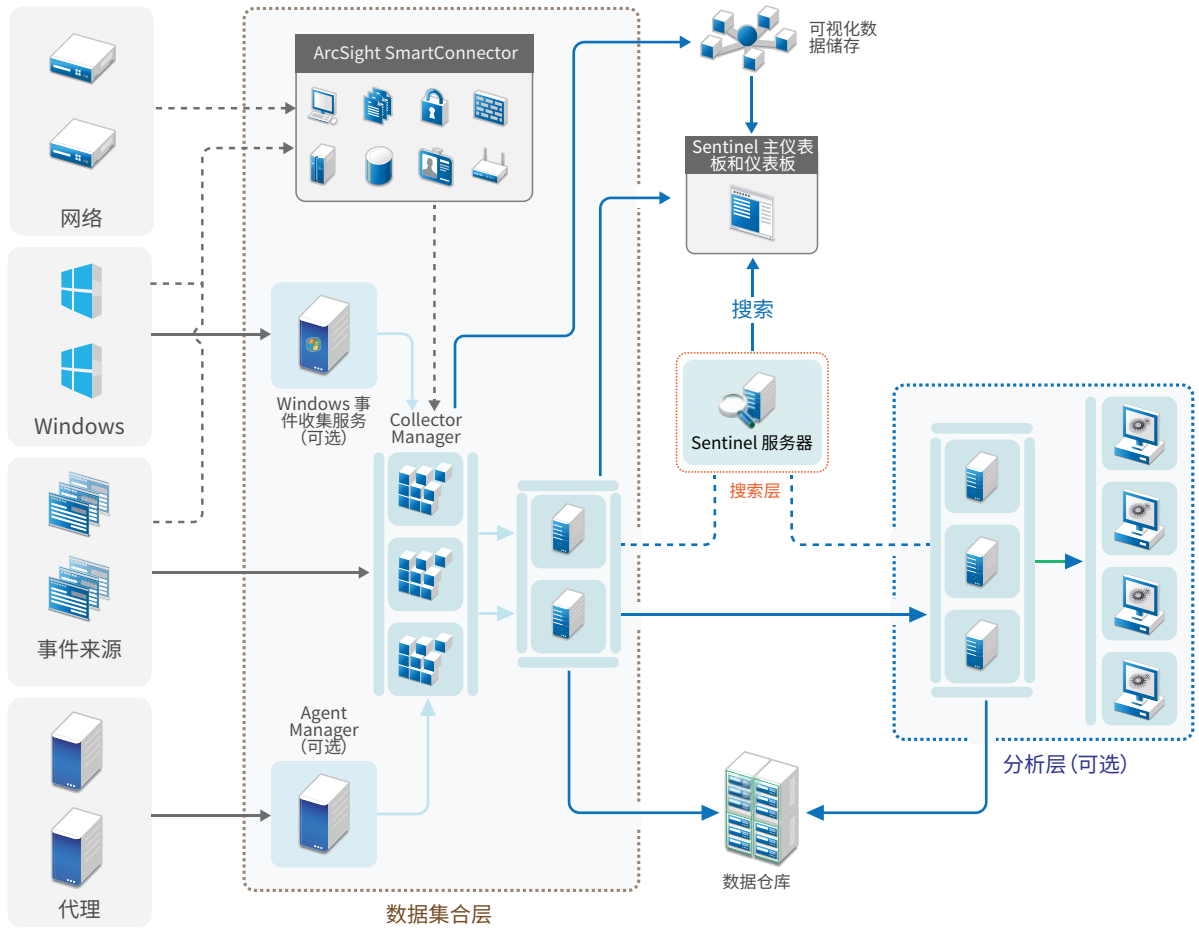 ArcSight SmartConnector
可视化数
据储存
Sentinel 主仪表
板和仪表板
网络
搜索
Windows
Windows 事
件收集服务
（可选）
Collector
Manager
Sentinel 服务器
搜索层
事件来源
Agent
Manager
（可选）
分析层（可选）
数据仓库
代理
数据集合层